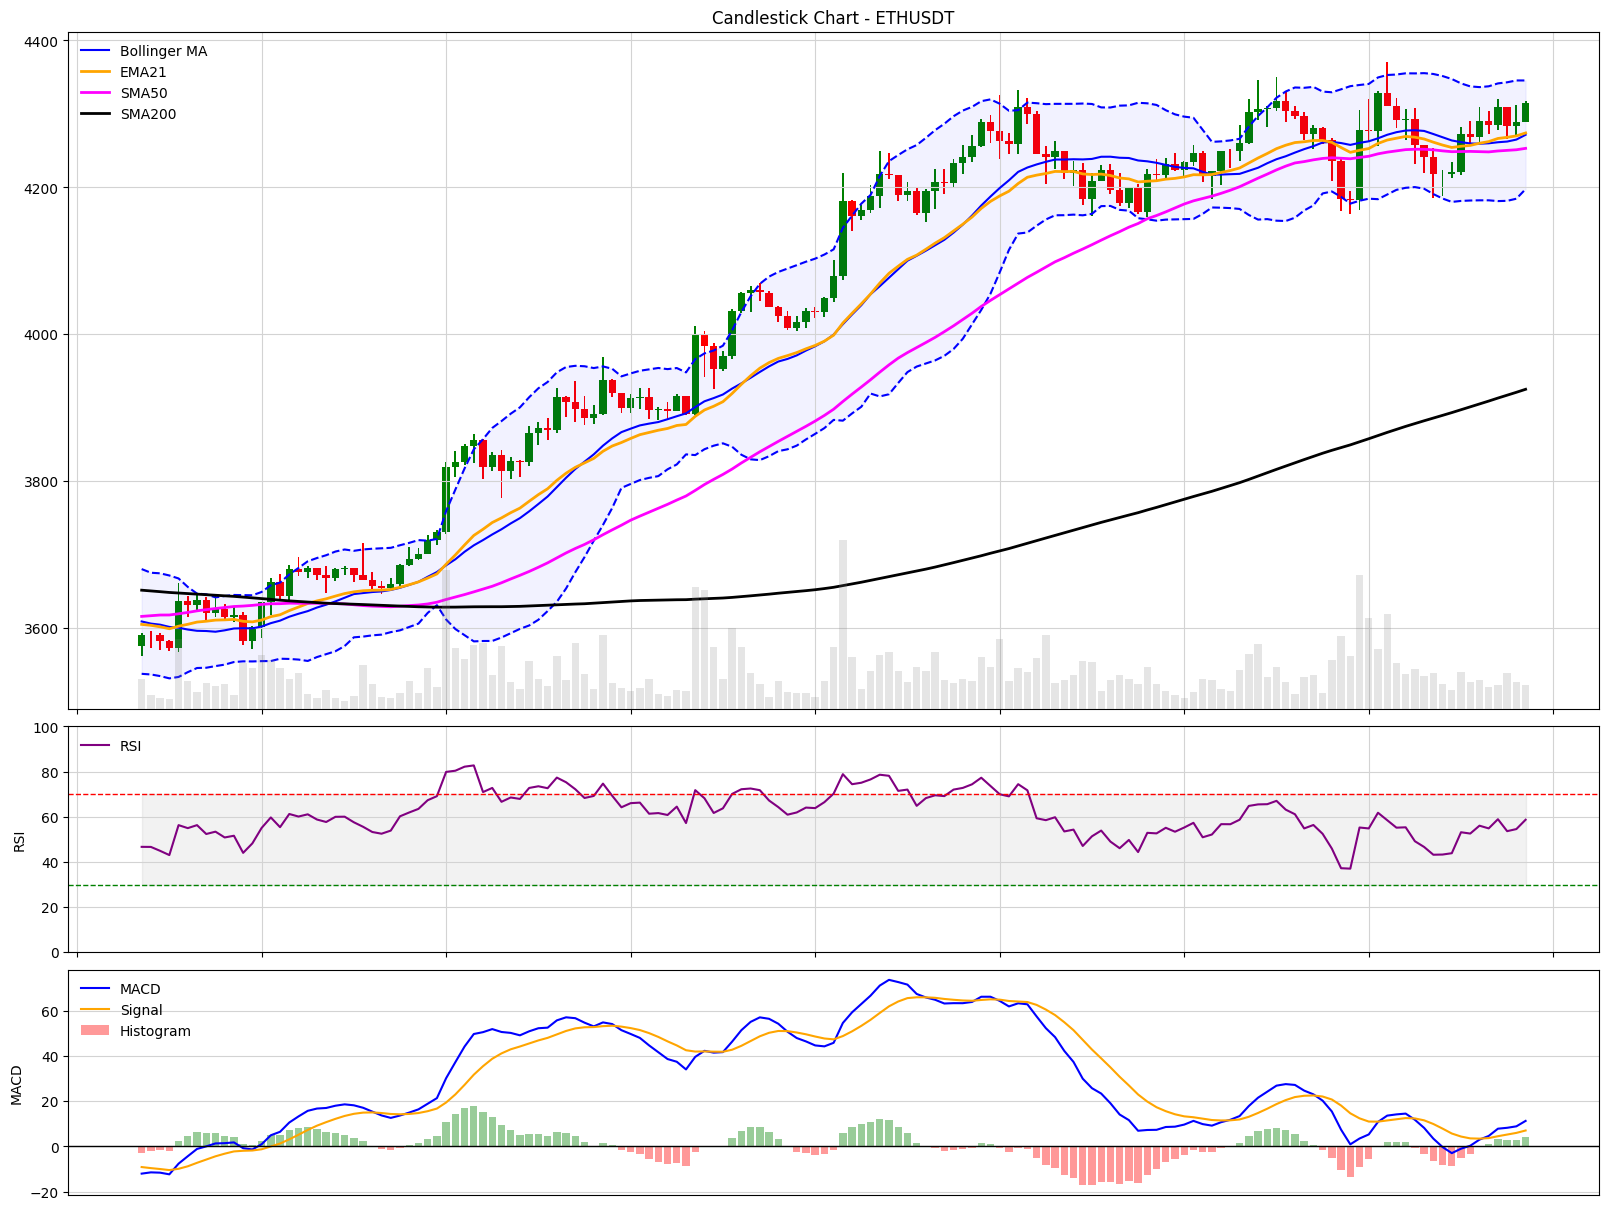 Candlestick Chart - ETHUSDT
4400
Bollinger MA
EMA21
SMA50
SMA200
4200
4000
3800
3600
100
RSI
80
60
RSI
40
20
0
MACD
Signal
Histogram
60
40
MACD
20
0
−20